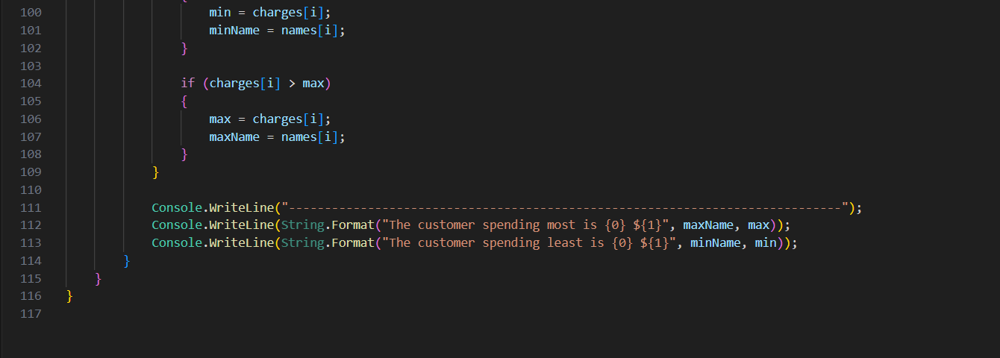 100 min = charges[i];
101 minName = names[i];
102 }
103
104 if (charges[i] > max)
105 {
106 max = charges[i];
107 maxName = names[i];
108 }
109 }
110
111 Console.WriteLine("-----------------------------------------------------------------------------");
112 Console.WriteLine(String.Format("The customer spending most is {0} ${1}", maxName, max));
113 Console.WriteLine(String.Format("The customer spending least is {0} ${1}", minName, min));
114 }
115 }
116 }
117